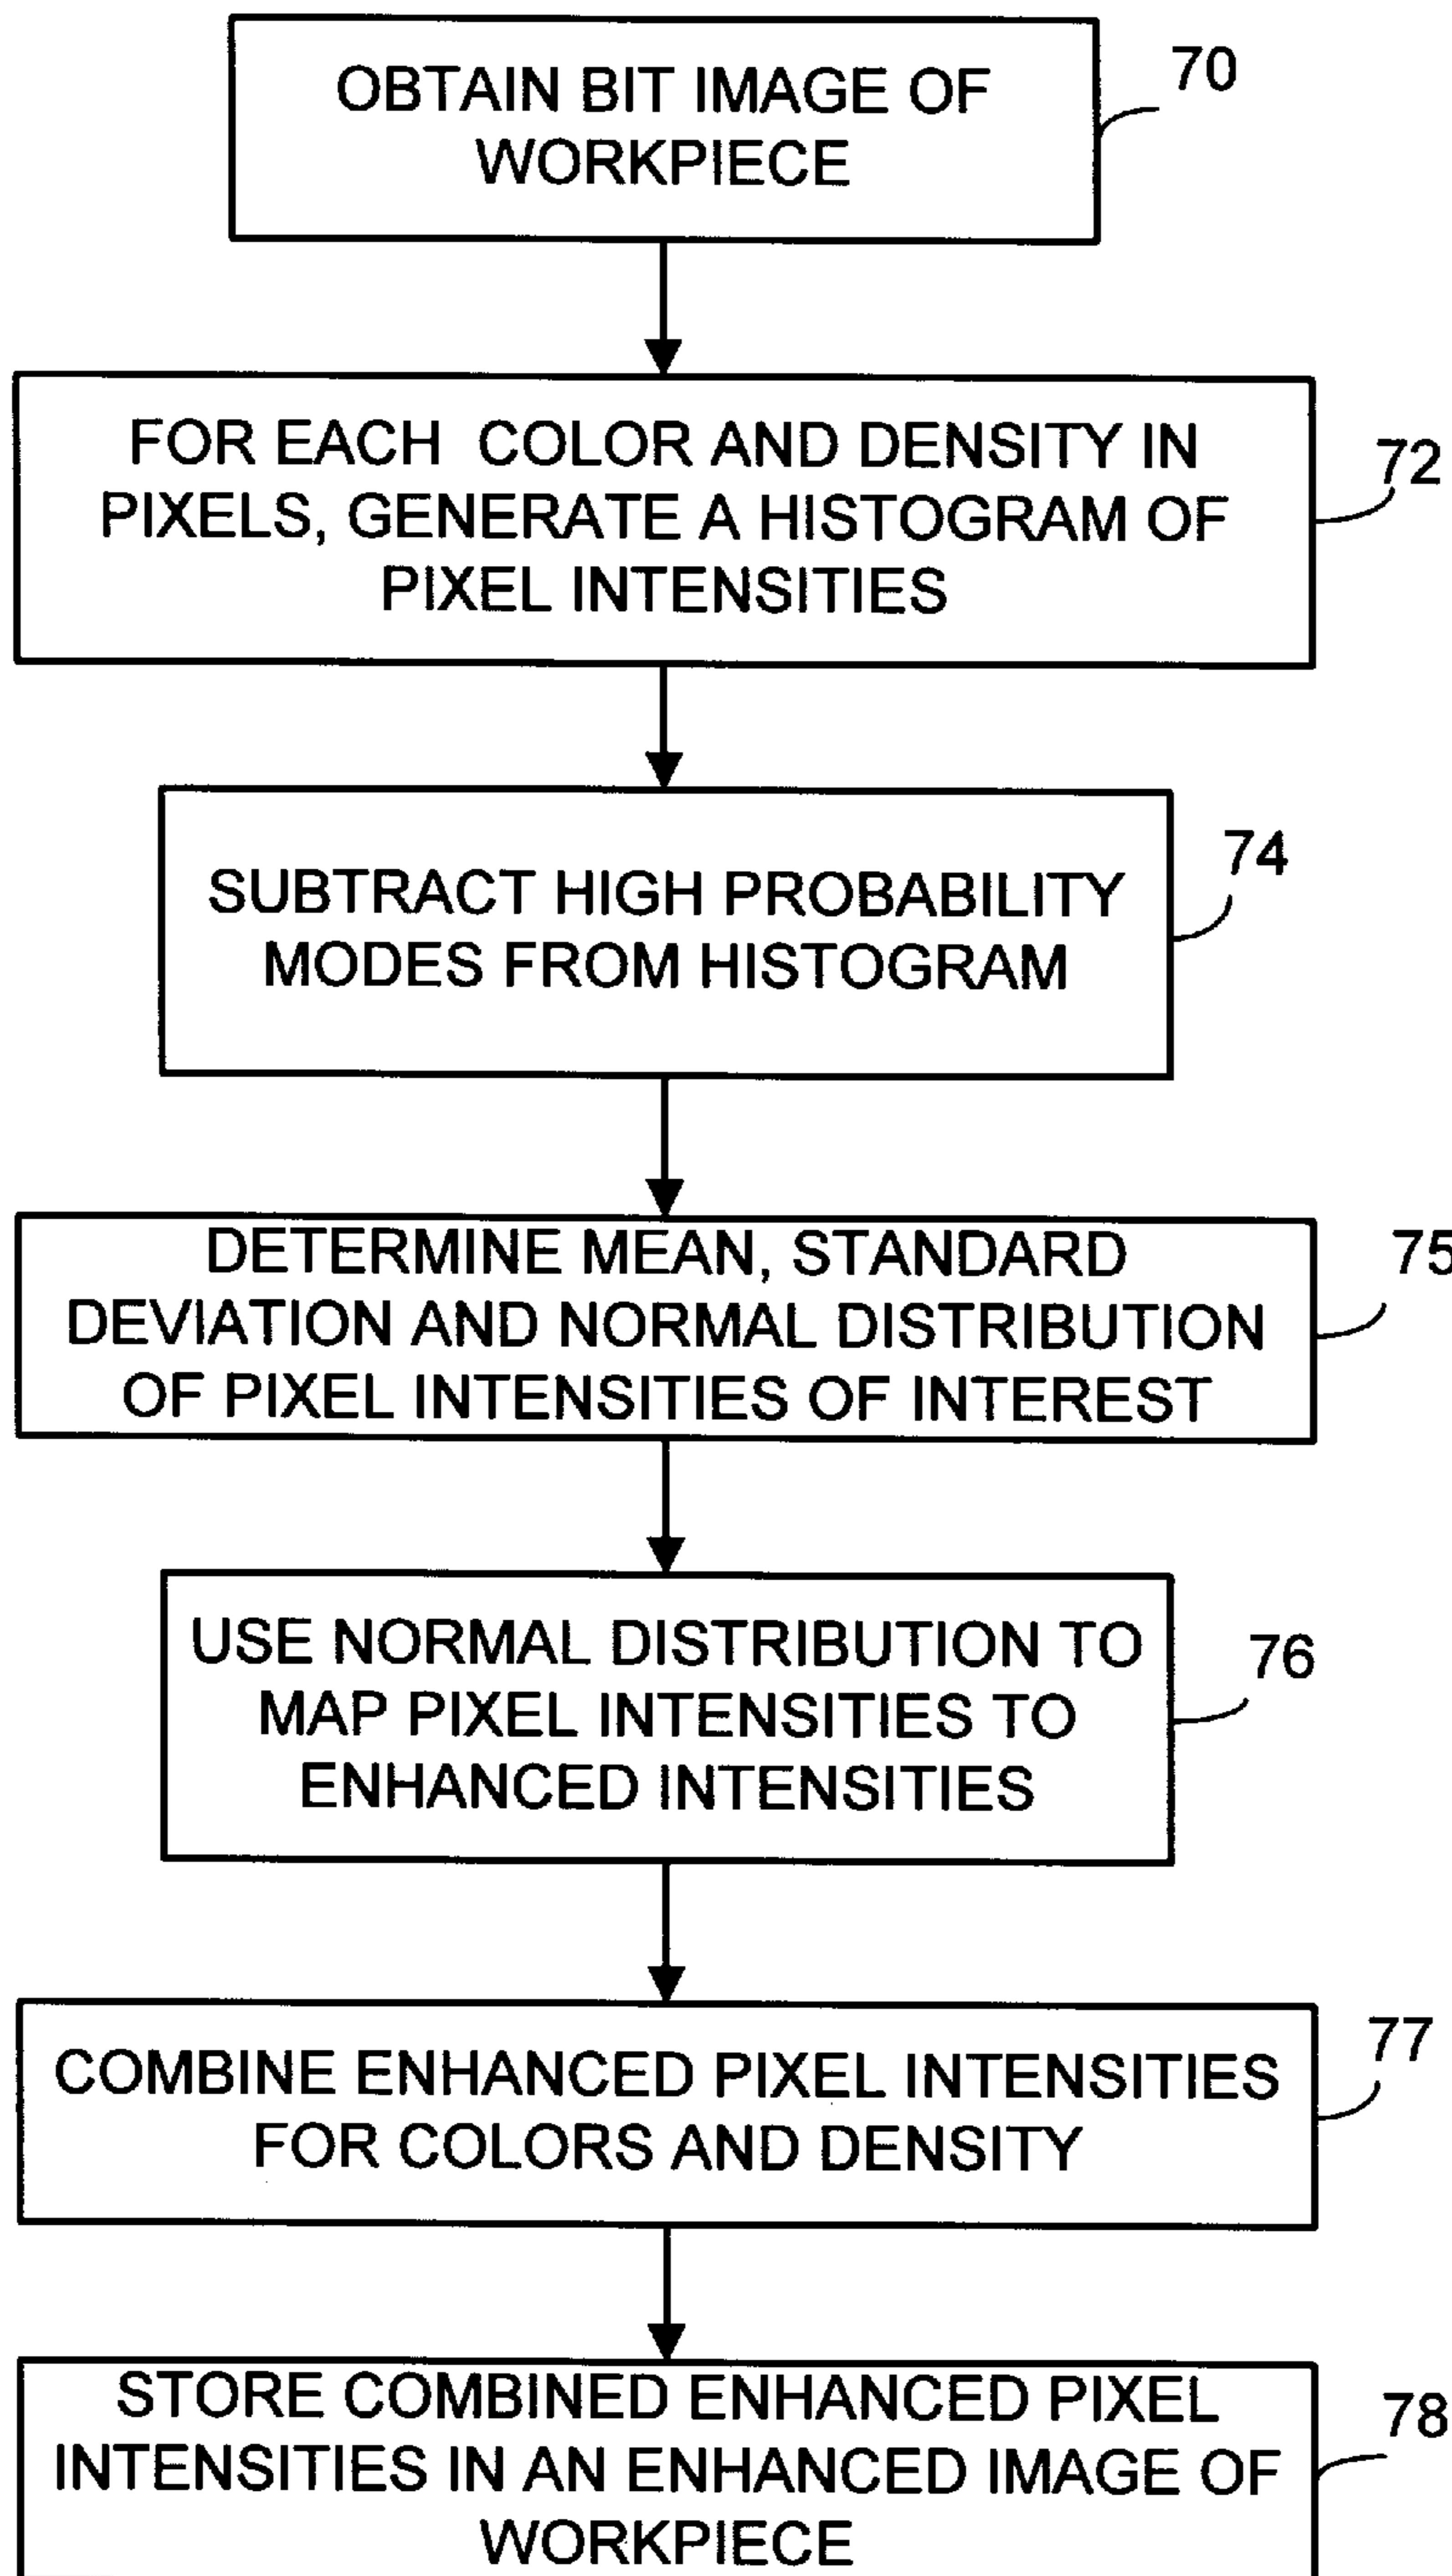 OBTAIN BIT IMAGE OF
WORKPIECE
70
FOR EACH COLOR AND DENSITY IN
PIXELS, GENERATE A HISTOGRAM OF
PIXEL INTENSITIES
72
SUBTRACT HIGH PROBABILITY
MODES FROM HISTOGRAM
74
DETERMINE MEAN, STANDARD
DEVIATION AND NORMAL DISTRIBUTION
OF PIXEL INTENSITIES OF INTEREST
75
USE NORMAL DISTRIBUTION TO
MAP PIXEL INTENSITIES TO
ENHANCED INTENSITIES
76
COMBINE ENHANCED PIXEL INTENSITIES
FOR COLORS AND DENSITY
77
STORE COMBINED ENHANCED PIXEL
INTENSITIES IN AN ENHANCED IMAGE OF
WORKPIECE
78